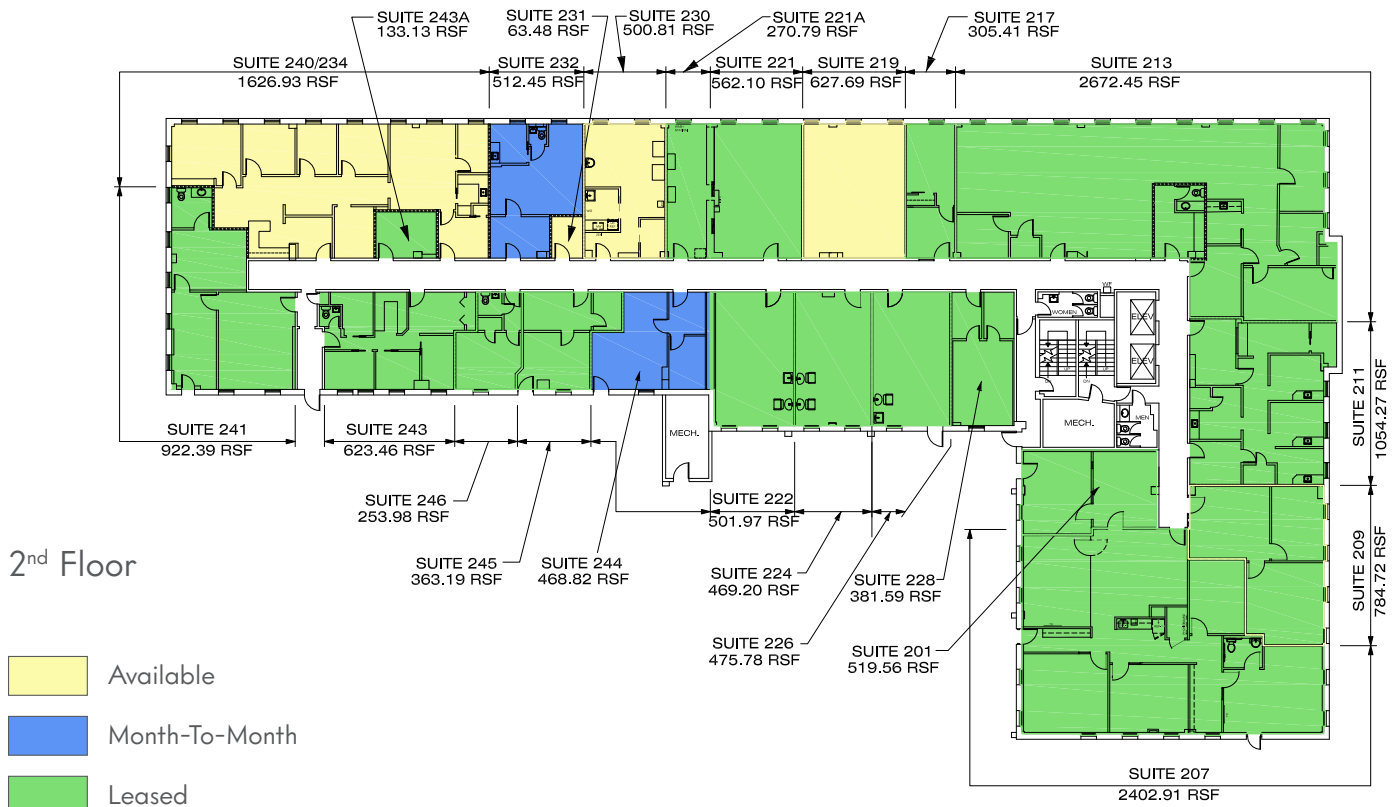 SUITE 243A
133.13 RSF
SUITE 231
63.48 RSF
SUITE 230
500.81 RSF
SUITE 221A
270.79 RSF
SUITE 217
305.41 RSF
SUITE 240/234
1626.93 RSF
SUITE 232
512.45 RSF
SUITE 221
562.10 RSF
SUITE 219
627.69 RSF
SUITE 213
2672.45 RSF
WOMEN
WF
ELEV
ELEV
UP
DN
MEN
MECH.
MECH.
SUITE 211
1054.27 RSF
SUITE 209
784.72 RSF
SUITE 241
922.39 RSF
SUITE 243
623.46 RSF
SUITE 246
253.98 RSF
SUITE 245
363.19 RSF
SUITE 244
468.82 RSF
SUITE 222
501.97 RSF
SUITE 224
469.20 RSF
SUITE 226
475.78 RSF
SUITE 228
381.59 RSF
SUITE 201
519.56 RSF
SUITE 207
2402.91 RSF
2nd Floor
Available
Month-To-Month
Leased